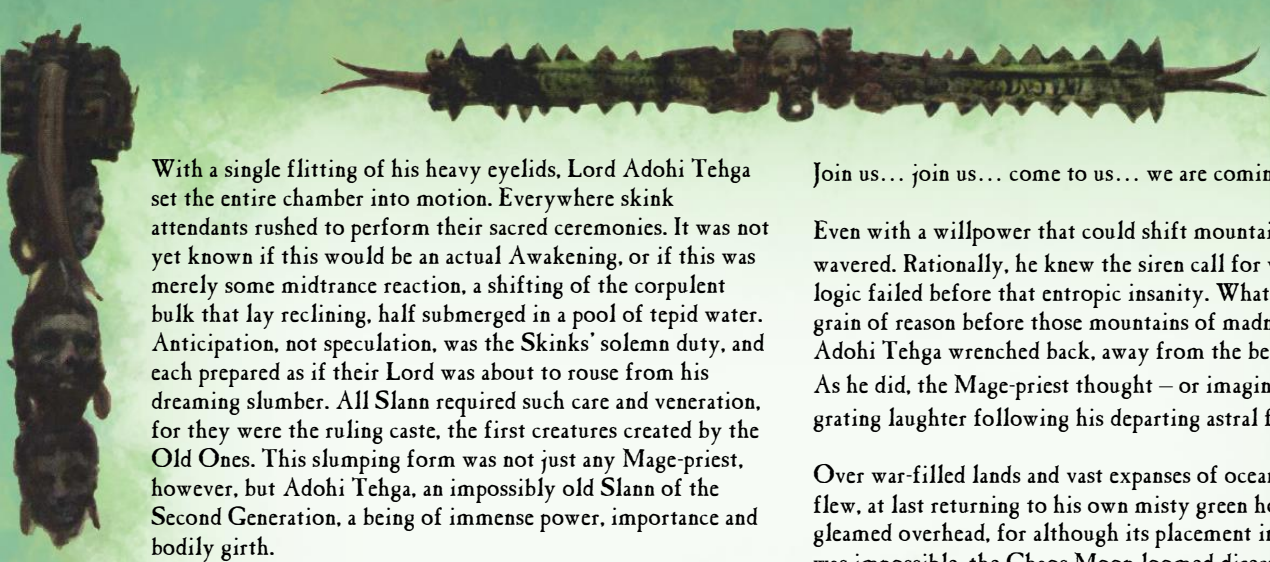 With a single flitting of his heavy eyelids, Lord Adohi Tehga
set the entire chamber into motion. Everywhere skink
attendants rushed to perform their sacred ceremonies. It was not
yet known if this would be an actual Awakening, or if this was
merely some midtrance reaction, a shifting of the corpulent
bulk that lay reclining, half submerged in a pool of tepid water.
Anticipation, not speculation, was the Skinks' solemn duty, and
each prepared as if their Lord was about to rouse from his
dreaming slumber. All Slann required such care and veneration,
for they were the ruling caste, the first creatures created by the
Old Ones. This slumping form was not just any Mage-priest,
however, but Adohi Tehga, an impossibly old Slann of the
Second Generation, a being of immense power, importance and
bodily girth.
Join us... join us... come to us... we are
Even with a willpower that could shift
wavered. Rationally, he knew the siren call for
logic failed before that entropic insanity. What
grain of reason before those mountains of
Adohi Tehga wrenched back, away from the
As he did, the Mage-priest thought – or
grating laughter following his departing astral
Over war-filled lands and vast expanses of
flew, at last returning to his own misty green
gleamed overhead, for although its placement
was impossible, the Chaos Moon loomed